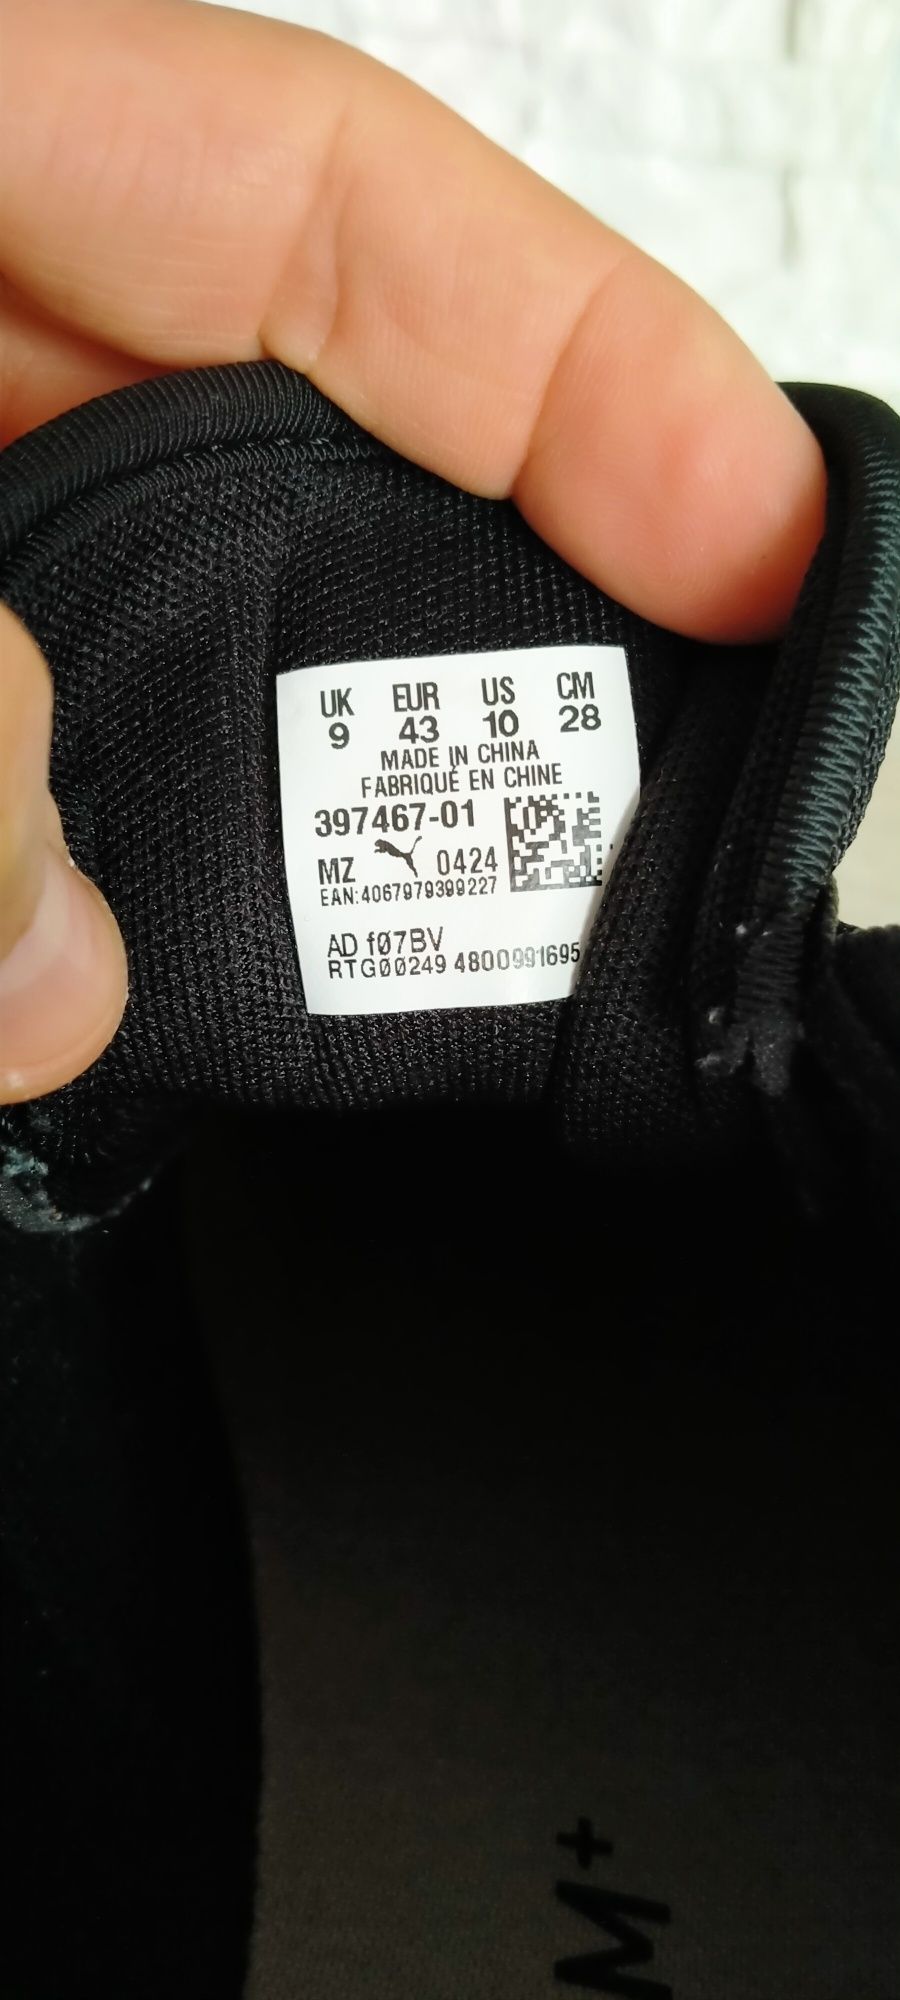 UK EUR US CM
9 43 10 28
MADE IN CHINA
FABRIQUÉ EN CHINE
397467-01
MZ 0424
EAN:4067979399227
AD f07BV
RTG00249 4800991695
M+